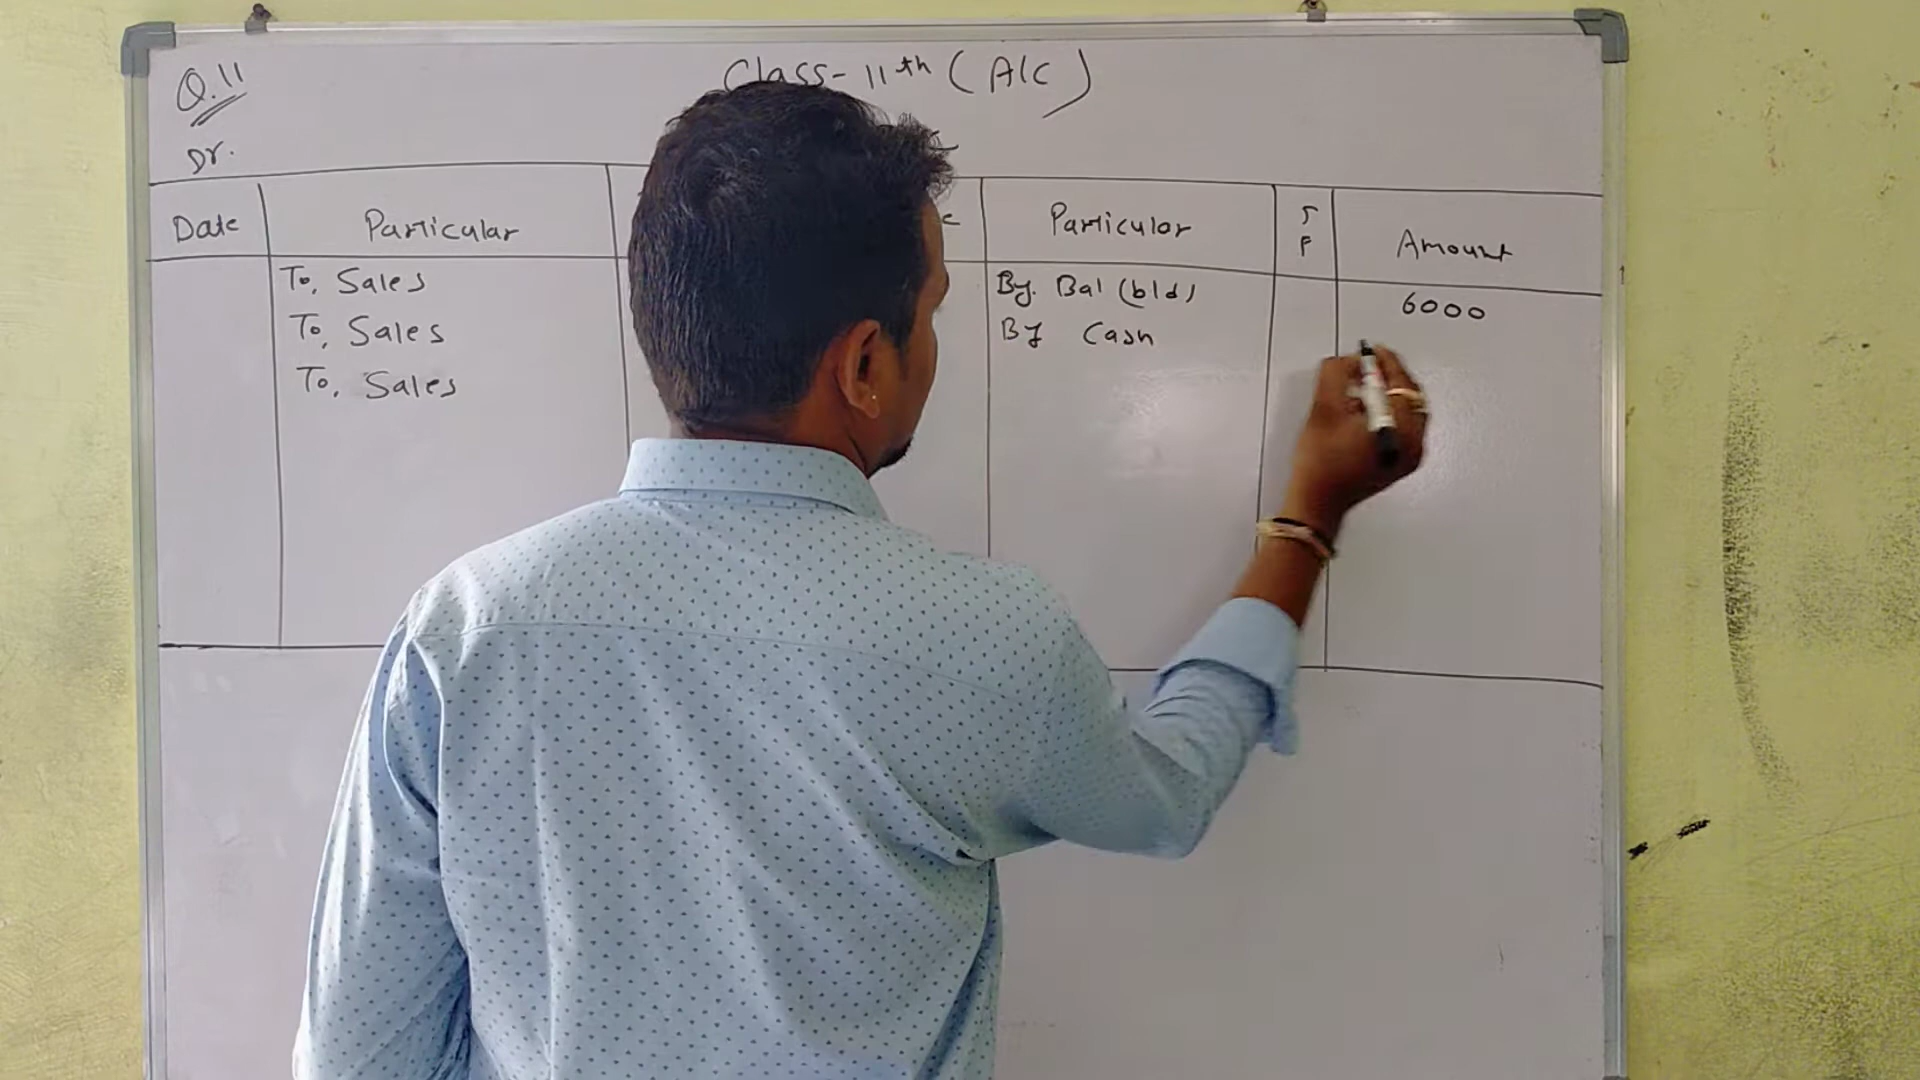 Q.11
Class-11th (A/C)
Dr.
Date Particular Particular J F Amount
To, Sales By. Bal (b/d) 6000
To, Sales By Cash
To, Sales